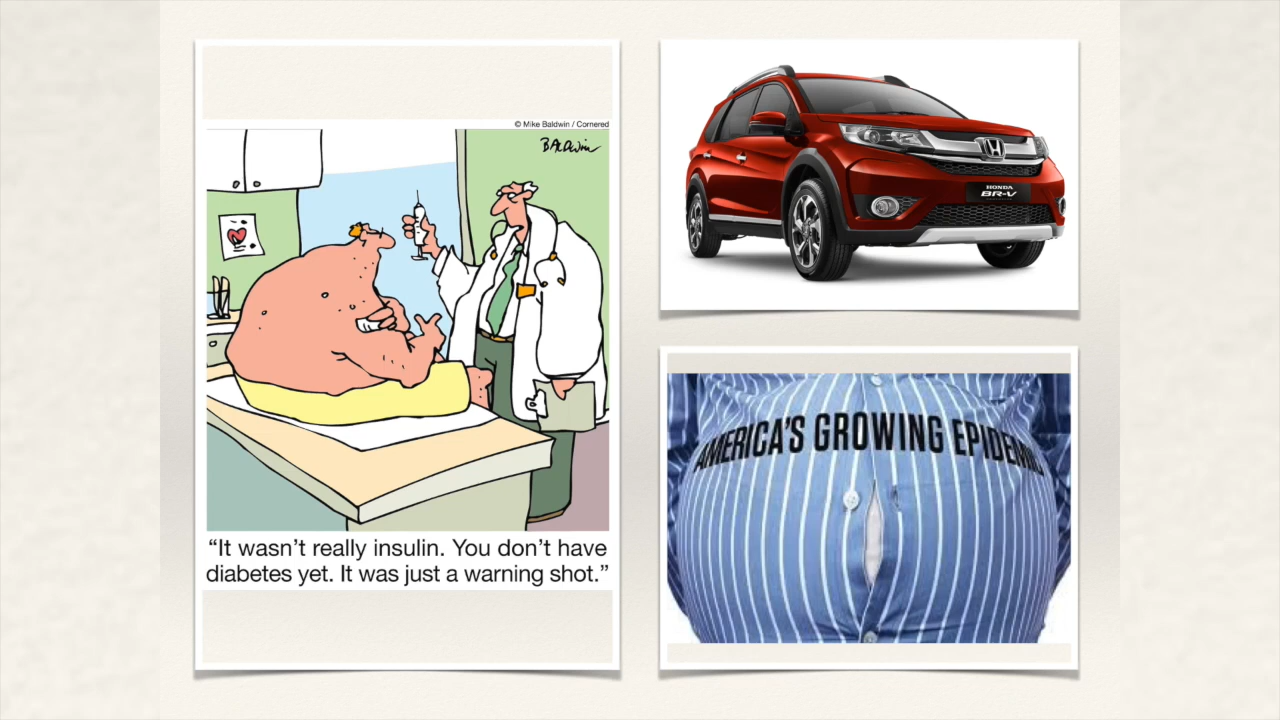 © Mike Baldwin / Cornered
BALDWIN
“It wasn’t really insulin. You don’t have
diabetes yet. It was just a warning shot.”
HONDA
BR-V
AMERICA'S GROWING EPIDEMIC